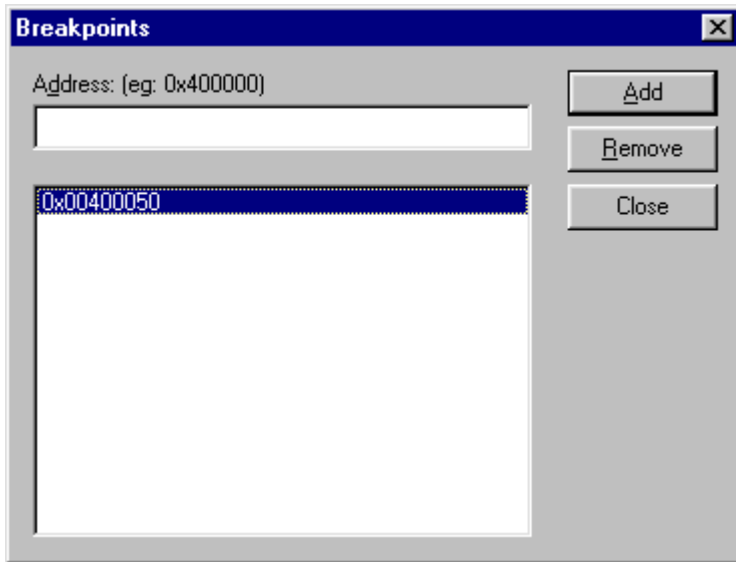 Breakpoints
Address: (eg: 0x400000)
Add
Remove
0x00400050
Close